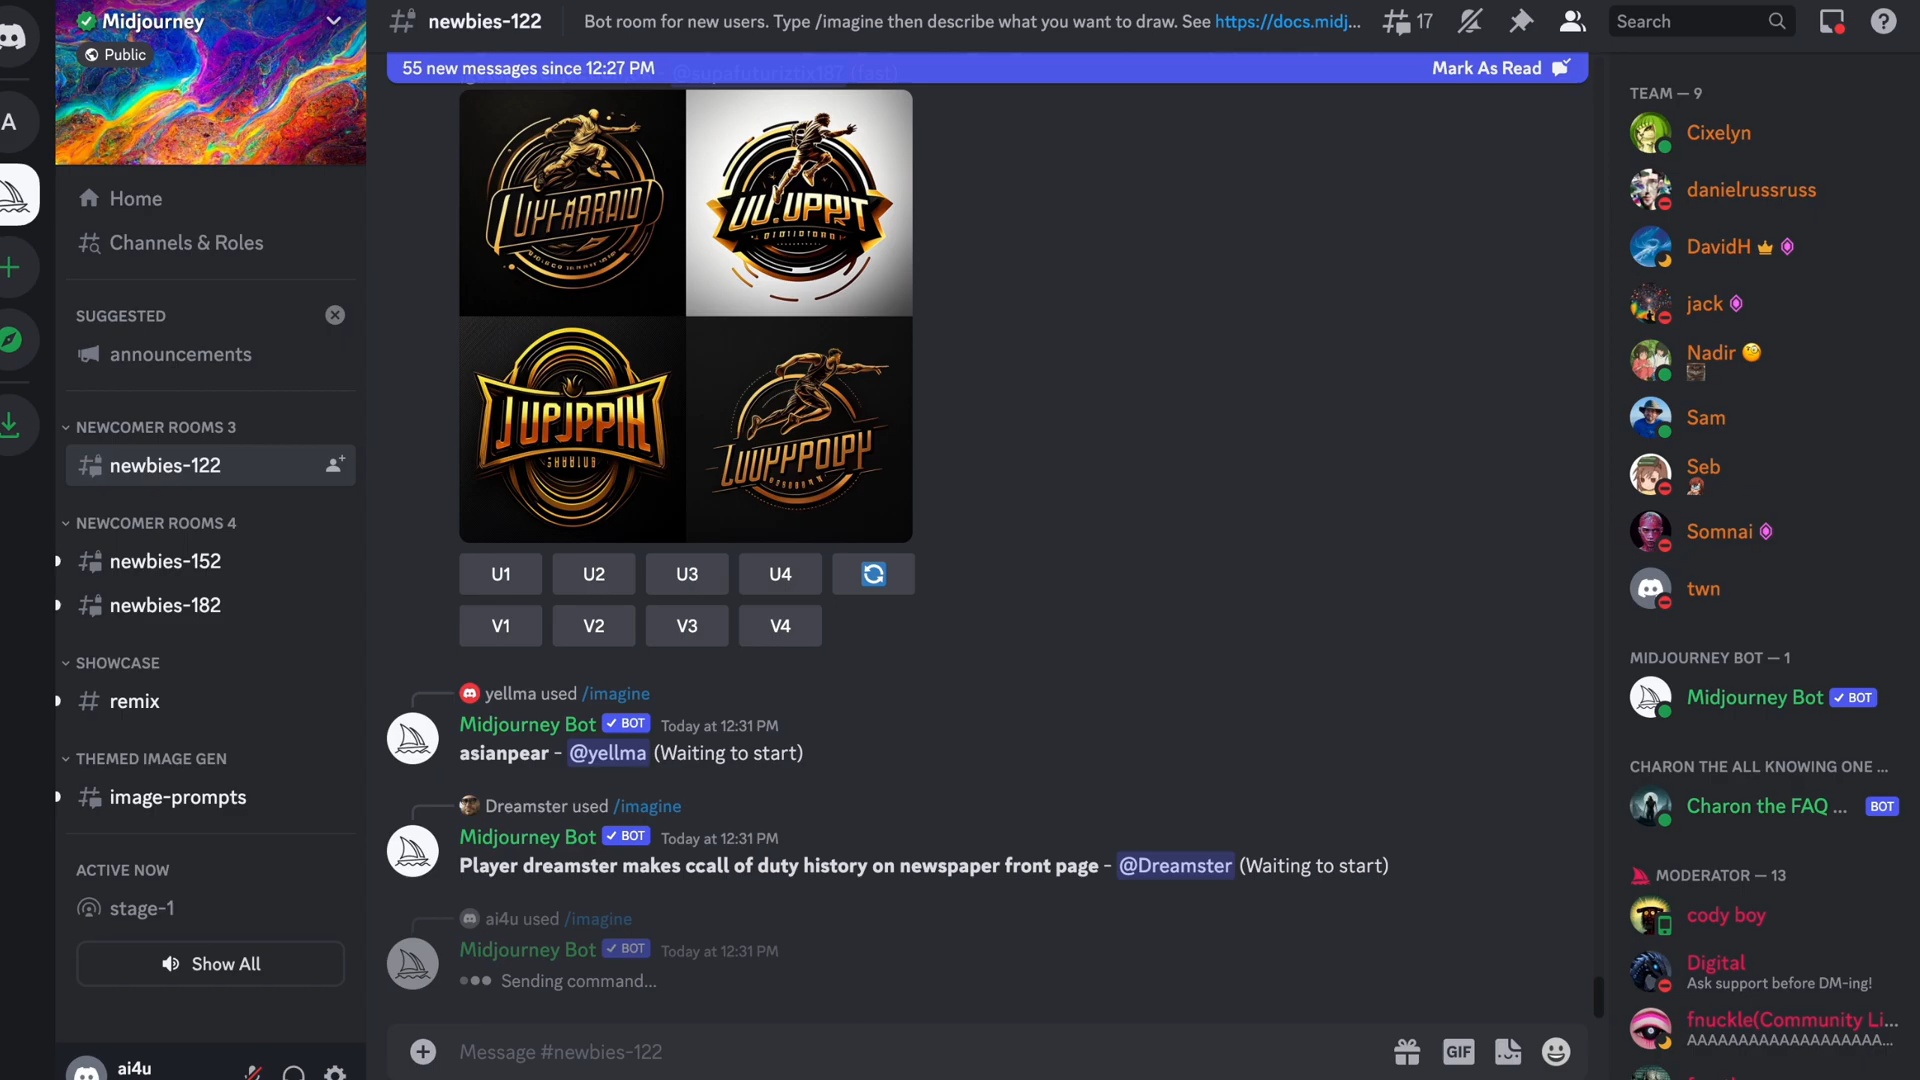 Midjourney
Public
A
Home
Channels & Roles
SUGGESTED
announcements
NEWCOMER ROOMS 3
newbies-122
NEWCOMER ROOMS 4
newbies-152
newbies-182
SHOWCASE
remix
THEMED IMAGE GEN
image-prompts
ACTIVE NOW
stage-1
Show All
ai4u
newbies-122
Bot room for new users. Type /imagine then describe what you want to draw. See https://docs.midj...
17
Search
55 new messages since 12:27 PM
Mark As Read
@supafuturiztix187 (fast)
UU.UPPIT
JUPJPPIH
LUUPYPOLPY
U1
U2
U3
U4
V1
V2
V3
V4
yellma used /imagine
Midjourney Bot ✓ BOT Today at 12:31 PM
asianpear - @yellma (Waiting to start)
Dreamster used /imagine
Midjourney Bot ✓ BOT Today at 12:31 PM
Player dreamster makes ccall of duty history on newspaper front page - @Dreamster (Waiting to start)
ai4u used /imagine
Midjourney Bot ✓ BOT Today at 12:31 PM
Sending command...
Message #newbies-122
GIF
TEAM — 9
Cixelyn
danielrussruss
DavidH
jack
Nadir
Sam
Seb
Somnai
twn
MIDJOURNEY BOT — 1
Midjourney Bot ✓ BOT
CHARON THE ALL KNOWING ONE ...
Charon the FAQ ... BOT
MODERATOR — 13
cody boy
Digital
Ask support before DM-ing!
fnuckle(Community Li...
AAAAAAAAAAAAAAAAAAA...